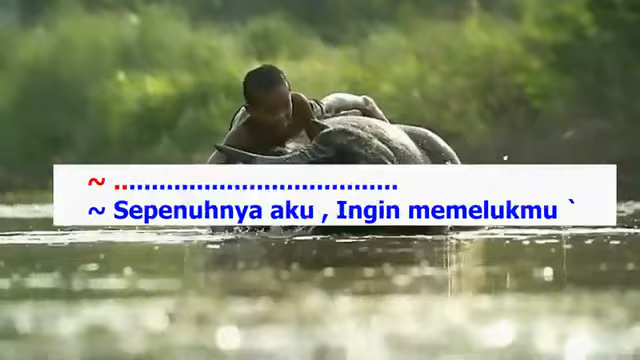 ~ ......................................
~ Sepenuhnya aku , Ingin memelukmu `